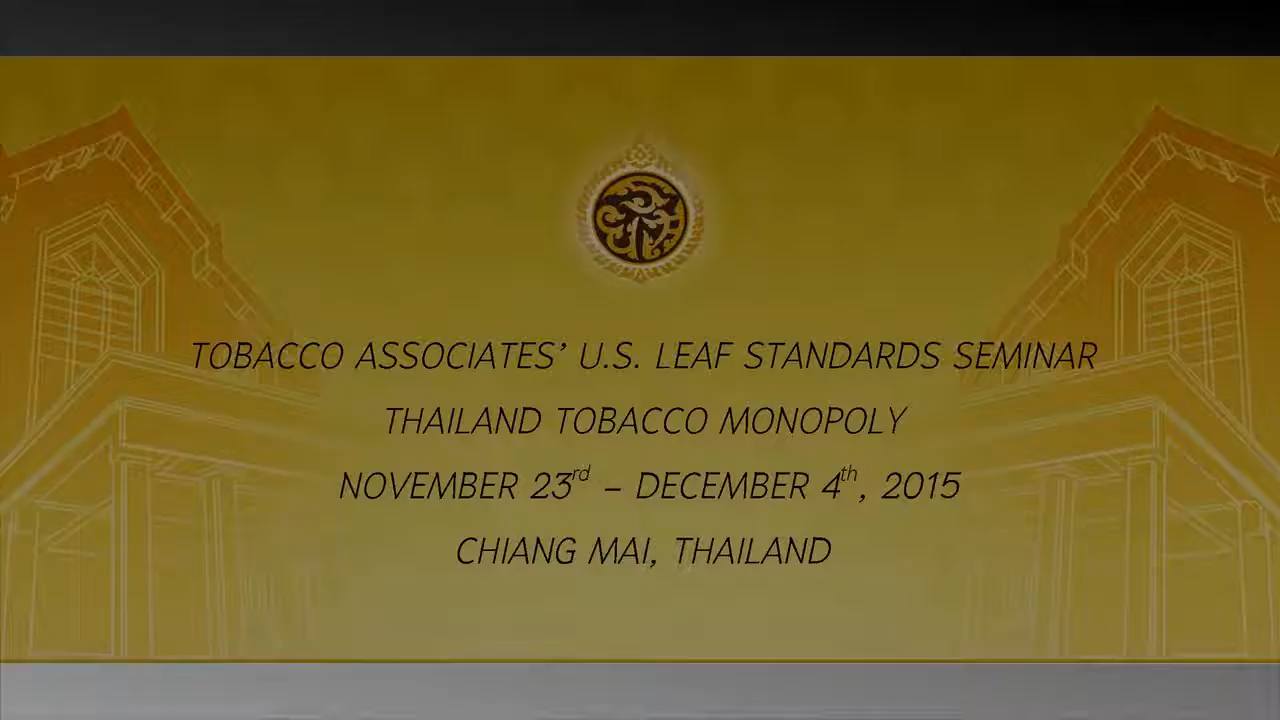 TOBACCO ASSOCIATES’ U.S. LEAF STANDARDS SEMINAR
THAILAND TOBACCO MONOPOLY
NOVEMBER 23rd – DECEMBER 4th, 2015
CHIANG MAI, THAILAND